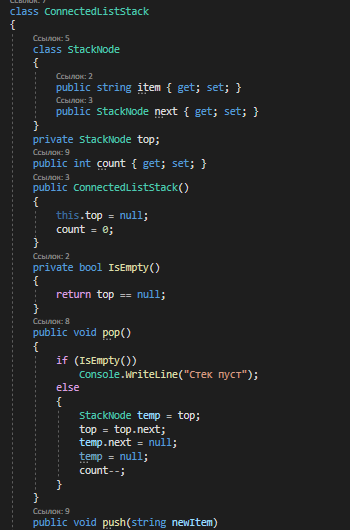 Ссылок: 7
class ConnectedListStack
{
Ссылок: 5
class StackNode
{
Ссылок: 2
public string item { get; set; }
Ссылок: 3
public StackNode next { get; set; }
}
private StackNode top;
Ссылок: 9
public int count { get; set; }
Ссылок: 3
public ConnectedListStack()
{
this.top = null;
count = 0;
}
Ссылок: 2
private bool IsEmpty()
{
return top == null;
}
Ссылок: 8
public void pop()
{
if (IsEmpty())
Console.WriteLine("Стек пуст");
else
{
StackNode temp = top;
top = top.next;
temp.next = null;
temp = null;
count--;
}
}
Ссылок: 9
public void push(string newItem)